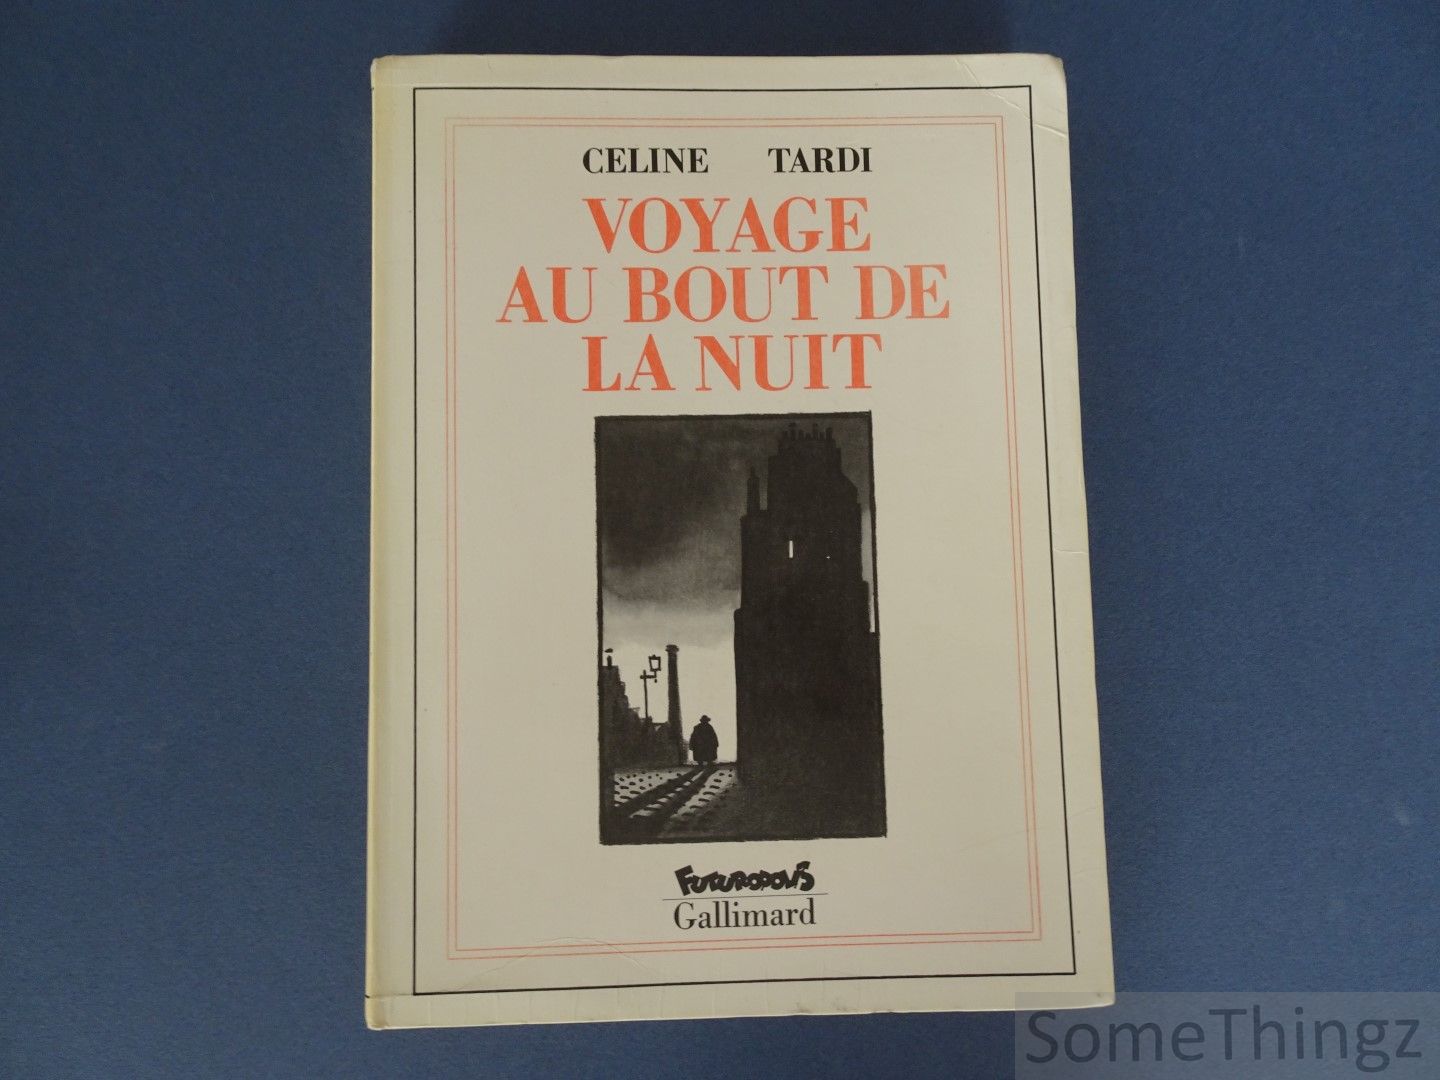 CELINE TARDI
VOYAGE
AU BOUT DE
LA NUIT
FUTUROPOLIS
Gallimard
SomeThingz